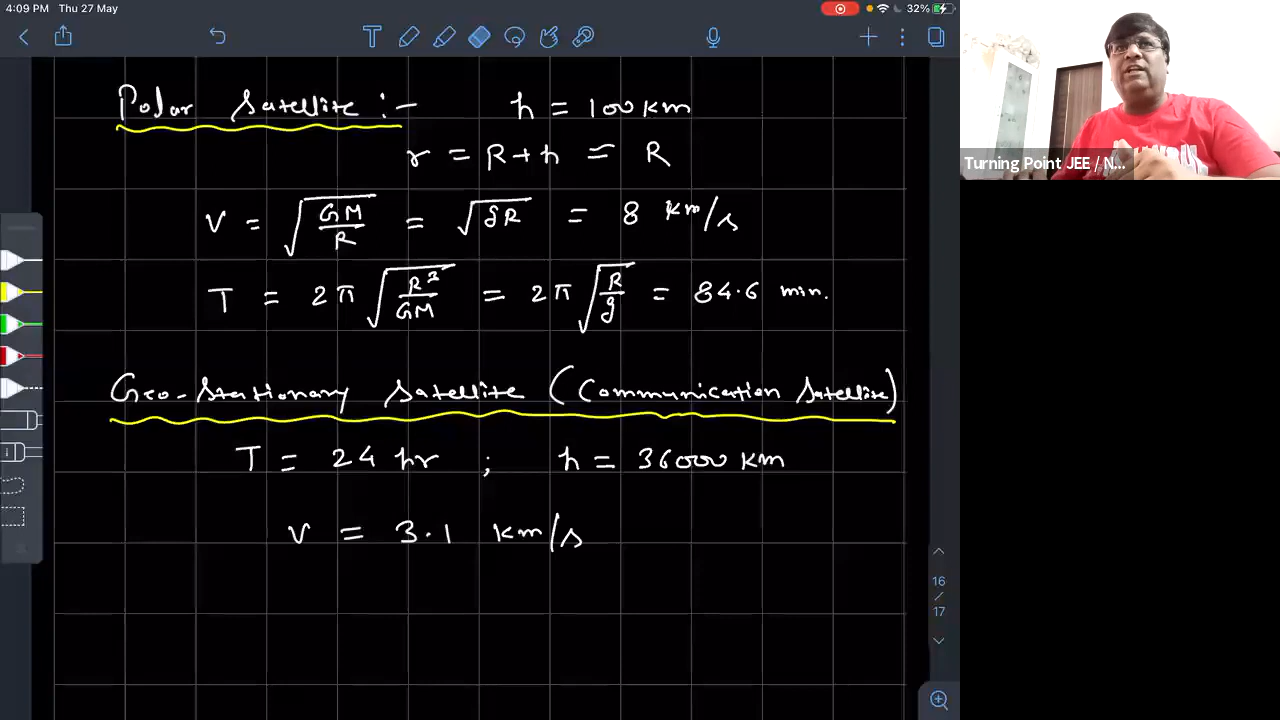 4:09 PM Thu 27 May
32%
Polar Satellite :-
h = 100 km
r = R + h ≈ R
V = √(GM/R) = √(gR) = 8 km/s
T = 2π √(R³/GM) = 2π √(R/g) = 84.6 min.
Geo-stationary Satellite (Communication Satellite)
T = 24 hr ; h = 36000 km
V = 3.1 km/s
16
/
17
Turning Point JEE / N...